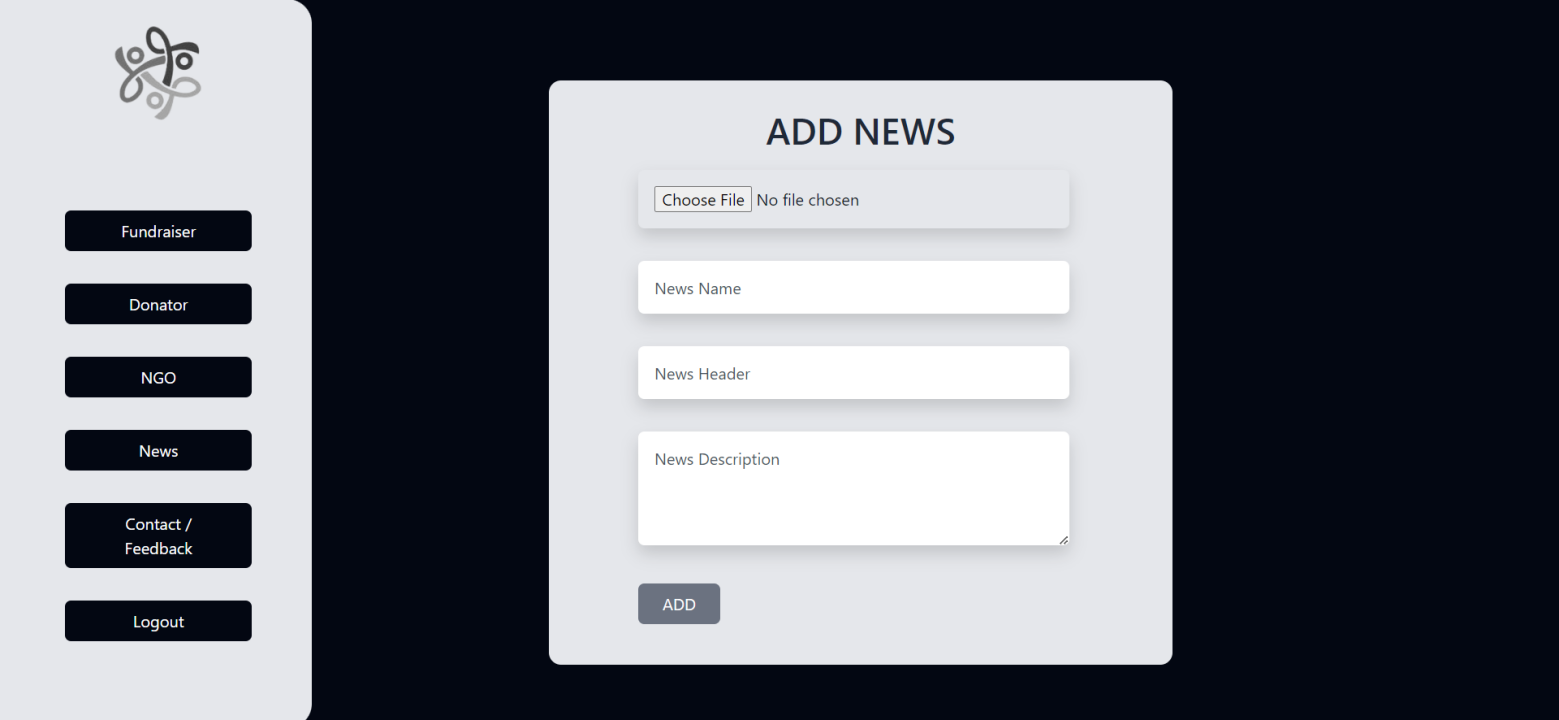 Fundraiser
Donator
NGO
News
Contact /
Feedback
Logout
ADD NEWS
Choose File No file chosen
News Name
News Header
News Description
ADD